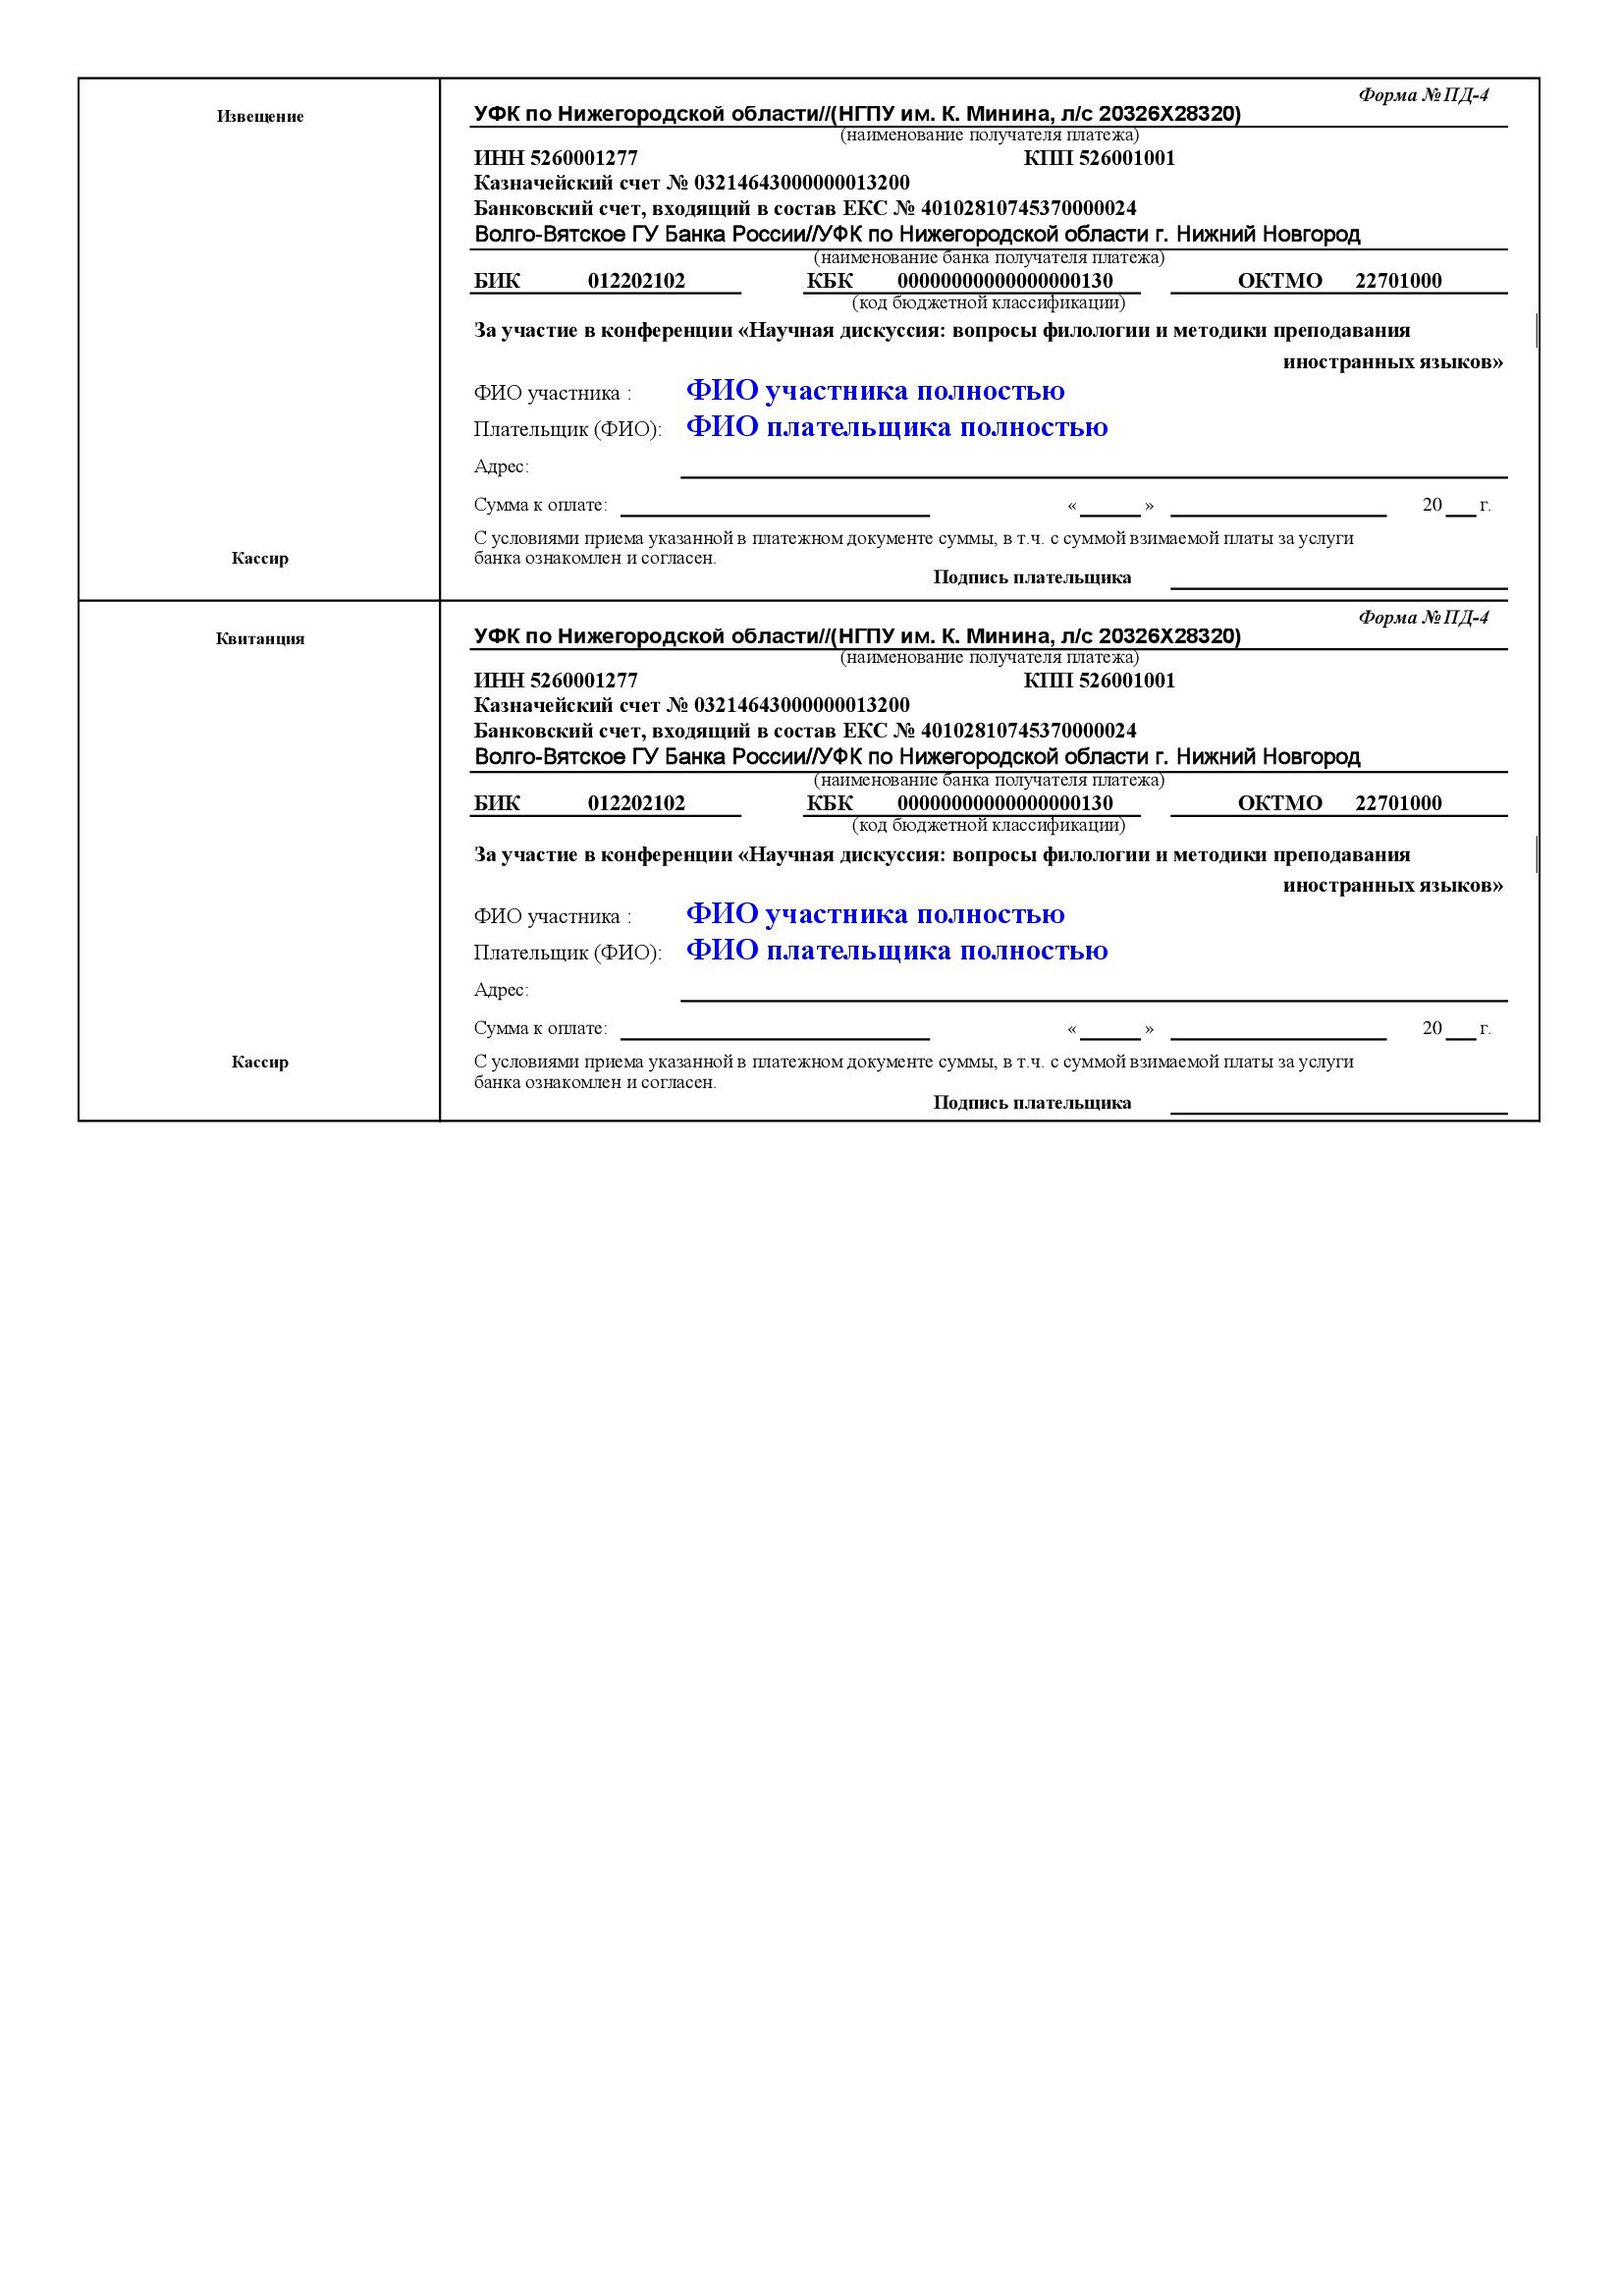 Форма № ПД-4
Извещение
УФК по Нижегородской области//(НГПУ им. К. Минина, л/с 20326Х28320)
(наименование получателя платежа)
ИНН 5260001277 КПП 526001001
Казначейский счет № 03214643000000013200
Банковский счет, входящий в состав ЕКС № 40102810745370000024
Волго-Вятское ГУ Банка России//УФК по Нижегородской области г. Нижний Новгород
(наименование банка получателя платежа)
БИК 012202102 КБК 00000000000000000130 ОКТМО 22701000
(код бюджетной классификации)
За участие в конференции «Научная дискуссия: вопросы филологии и методики преподавания
иностранных языков»
ФИО участника : ФИО участника полностью
Плательщик (ФИО): ФИО плательщика полностью
Адрес:
Сумма к оплате: « » 20 г.
С условиями приема указанной в платежном документе суммы, в т.ч. с суммой взимаемой платы за услуги
банка ознакомлен и согласен.
Кассир
Подпись плательщика
Форма № ПД-4
Квитанция
УФК по Нижегородской области//(НГПУ им. К. Минина, л/с 20326Х28320)
(наименование получателя платежа)
ИНН 5260001277 КПП 526001001
Казначейский счет № 03214643000000013200
Банковский счет, входящий в состав ЕКС № 40102810745370000024
Волго-Вятское ГУ Банка России//УФК по Нижегородской области г. Нижний Новгород
(наименование банка получателя платежа)
БИК 012202102 КБК 00000000000000000130 ОКТМО 22701000
(код бюджетной классификации)
За участие в конференции «Научная дискуссия: вопросы филологии и методики преподавания
иностранных языков»
ФИО участника : ФИО участника полностью
Плательщик (ФИО): ФИО плательщика полностью
Адрес:
Сумма к оплате: « » 20 г.
Кассир
С условиями приема указанной в платежном документе суммы, в т.ч. с суммой взимаемой платы за услуги
банка ознакомлен и согласен.
Подпись плательщика